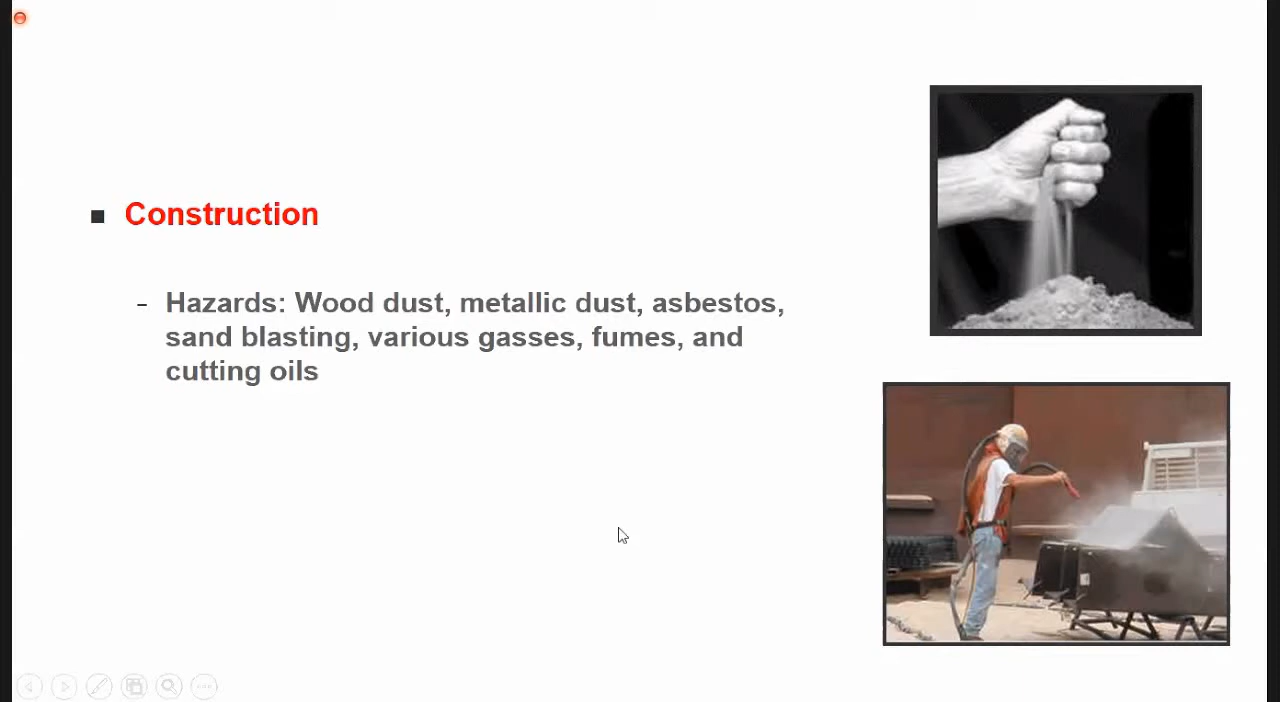 ■ Construction
- Hazards: Wood dust, metallic dust, asbestos,
sand blasting, various gasses, fumes, and
cutting oils